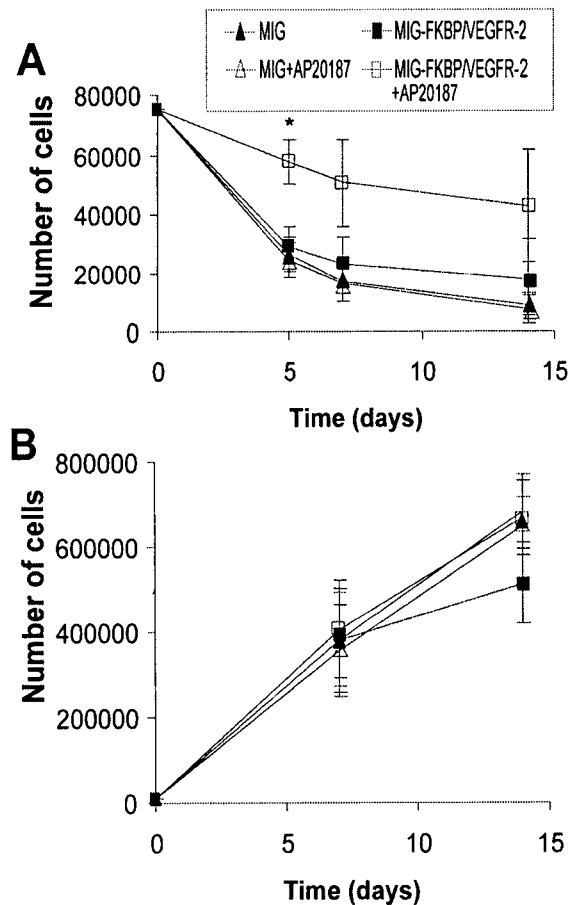 MIG
MIG-FKBP/VEGFR-2
MIG+AP20187
MIG-FKBP/VEGFR-2
+AP20187
A
80000
60000
40000
20000
0
Number of cells
*
0
5
10
15
Time (days)
B
800000
600000
400000
200000
0
Number of cells
0
5
10
15
Time (days)